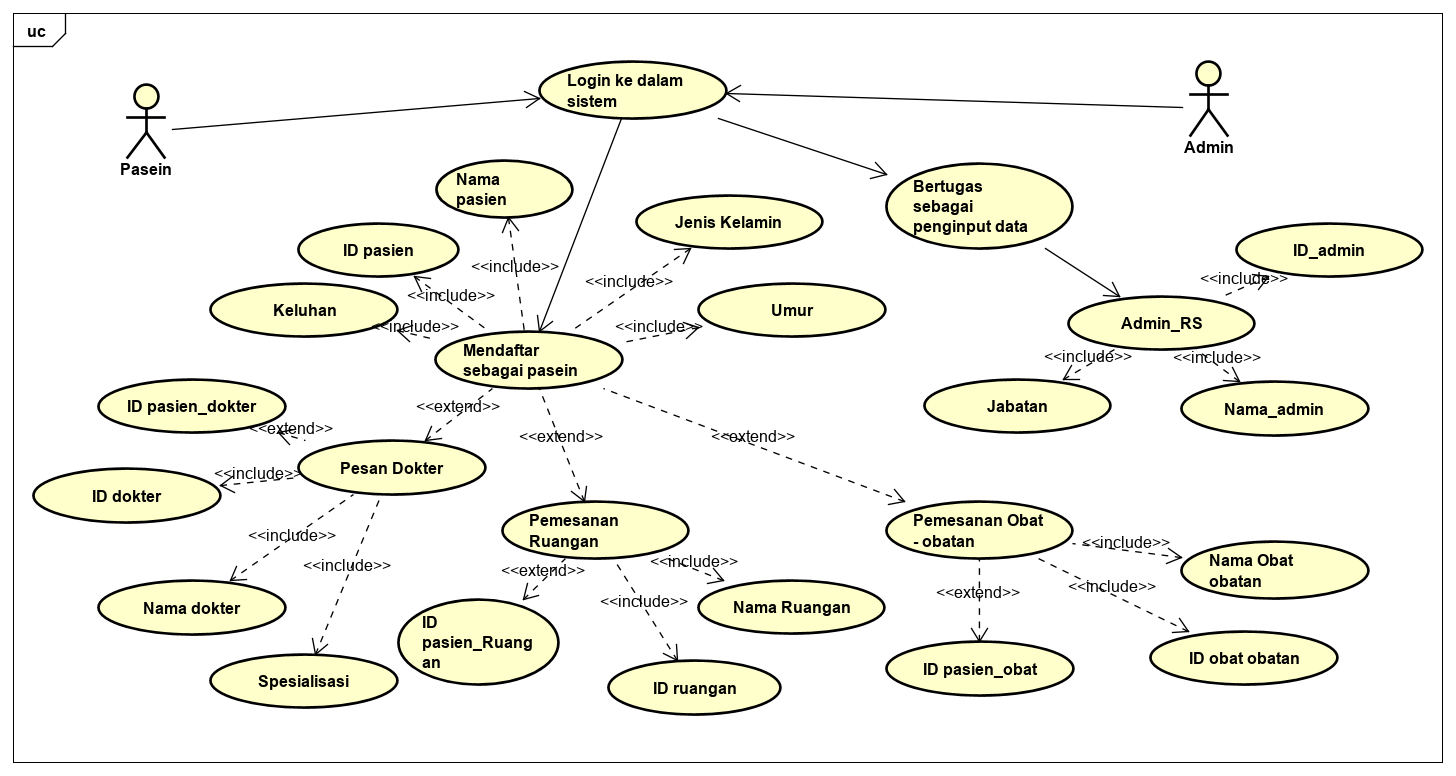 uc
Login ke dalam
sistem
Pasein
Admin
Nama
pasien
Bertugas
sebagai
penginput data
Jenis Kelamin
ID pasien
ID_admin
<<include>>
<<include>>
<<include>>
<<include>>
Keluhan
Umur
<<include>>
<<include>>
Admin_RS
Mendaftar
sebagai pasein
<<include>>
<<include>>
ID pasien_dokter
<<extend>>
Jabatan
Nama_admin
<<extend>>
<<extend>>
<<extend>>
Pesan Dokter
<<include>>
ID dokter
Pemesanan
Ruangan
Pemesanan Obat
- obatan
<<include>>
<<include>>
<<include>>
Nama Obat
obatan
<<include>>
<<extend>>
<<include>>
<<extend>>
<<include>>
Nama dokter
Nama Ruangan
ID
pasien_Ruang
an
ID pasien_obat
ID obat obatan
Spesialisasi
ID ruangan